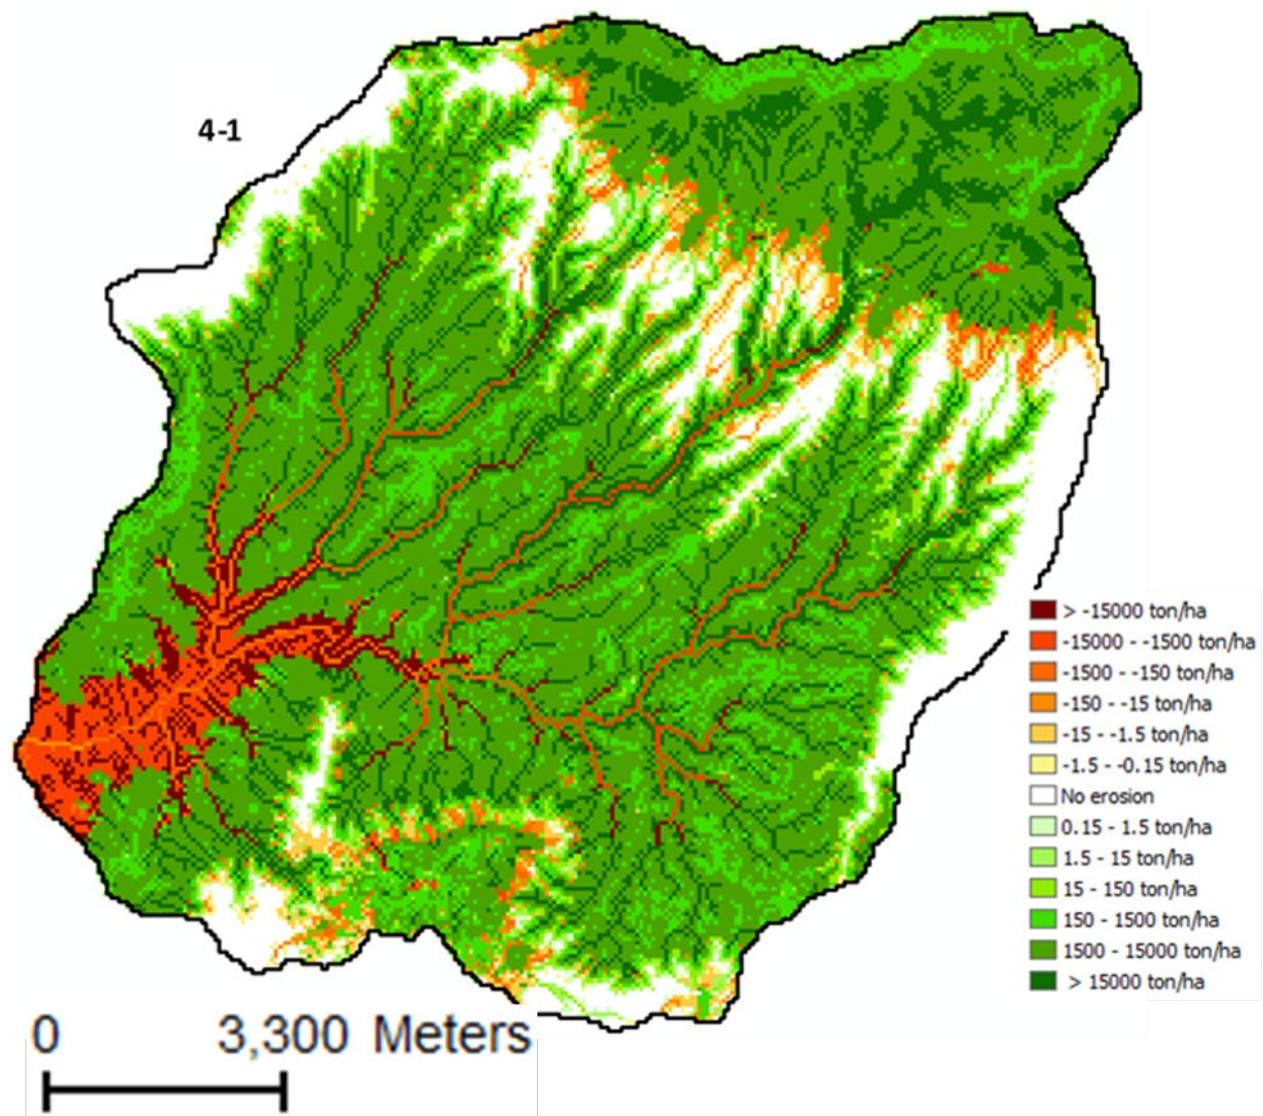 4-1
> -15000 ton/ha
-15000 - -1500 ton/ha
-1500 - -150 ton/ha
-150 - -15 ton/ha
-15 - -1.5 ton/ha
-1.5 - -0.15 ton/ha
No erosion
0.15 - 1.5 ton/ha
1.5 - 15 ton/ha
15 - 150 ton/ha
150 - 1500 ton/ha
1500 - 15000 ton/ha
> 15000 ton/ha
0 3,300 Meters